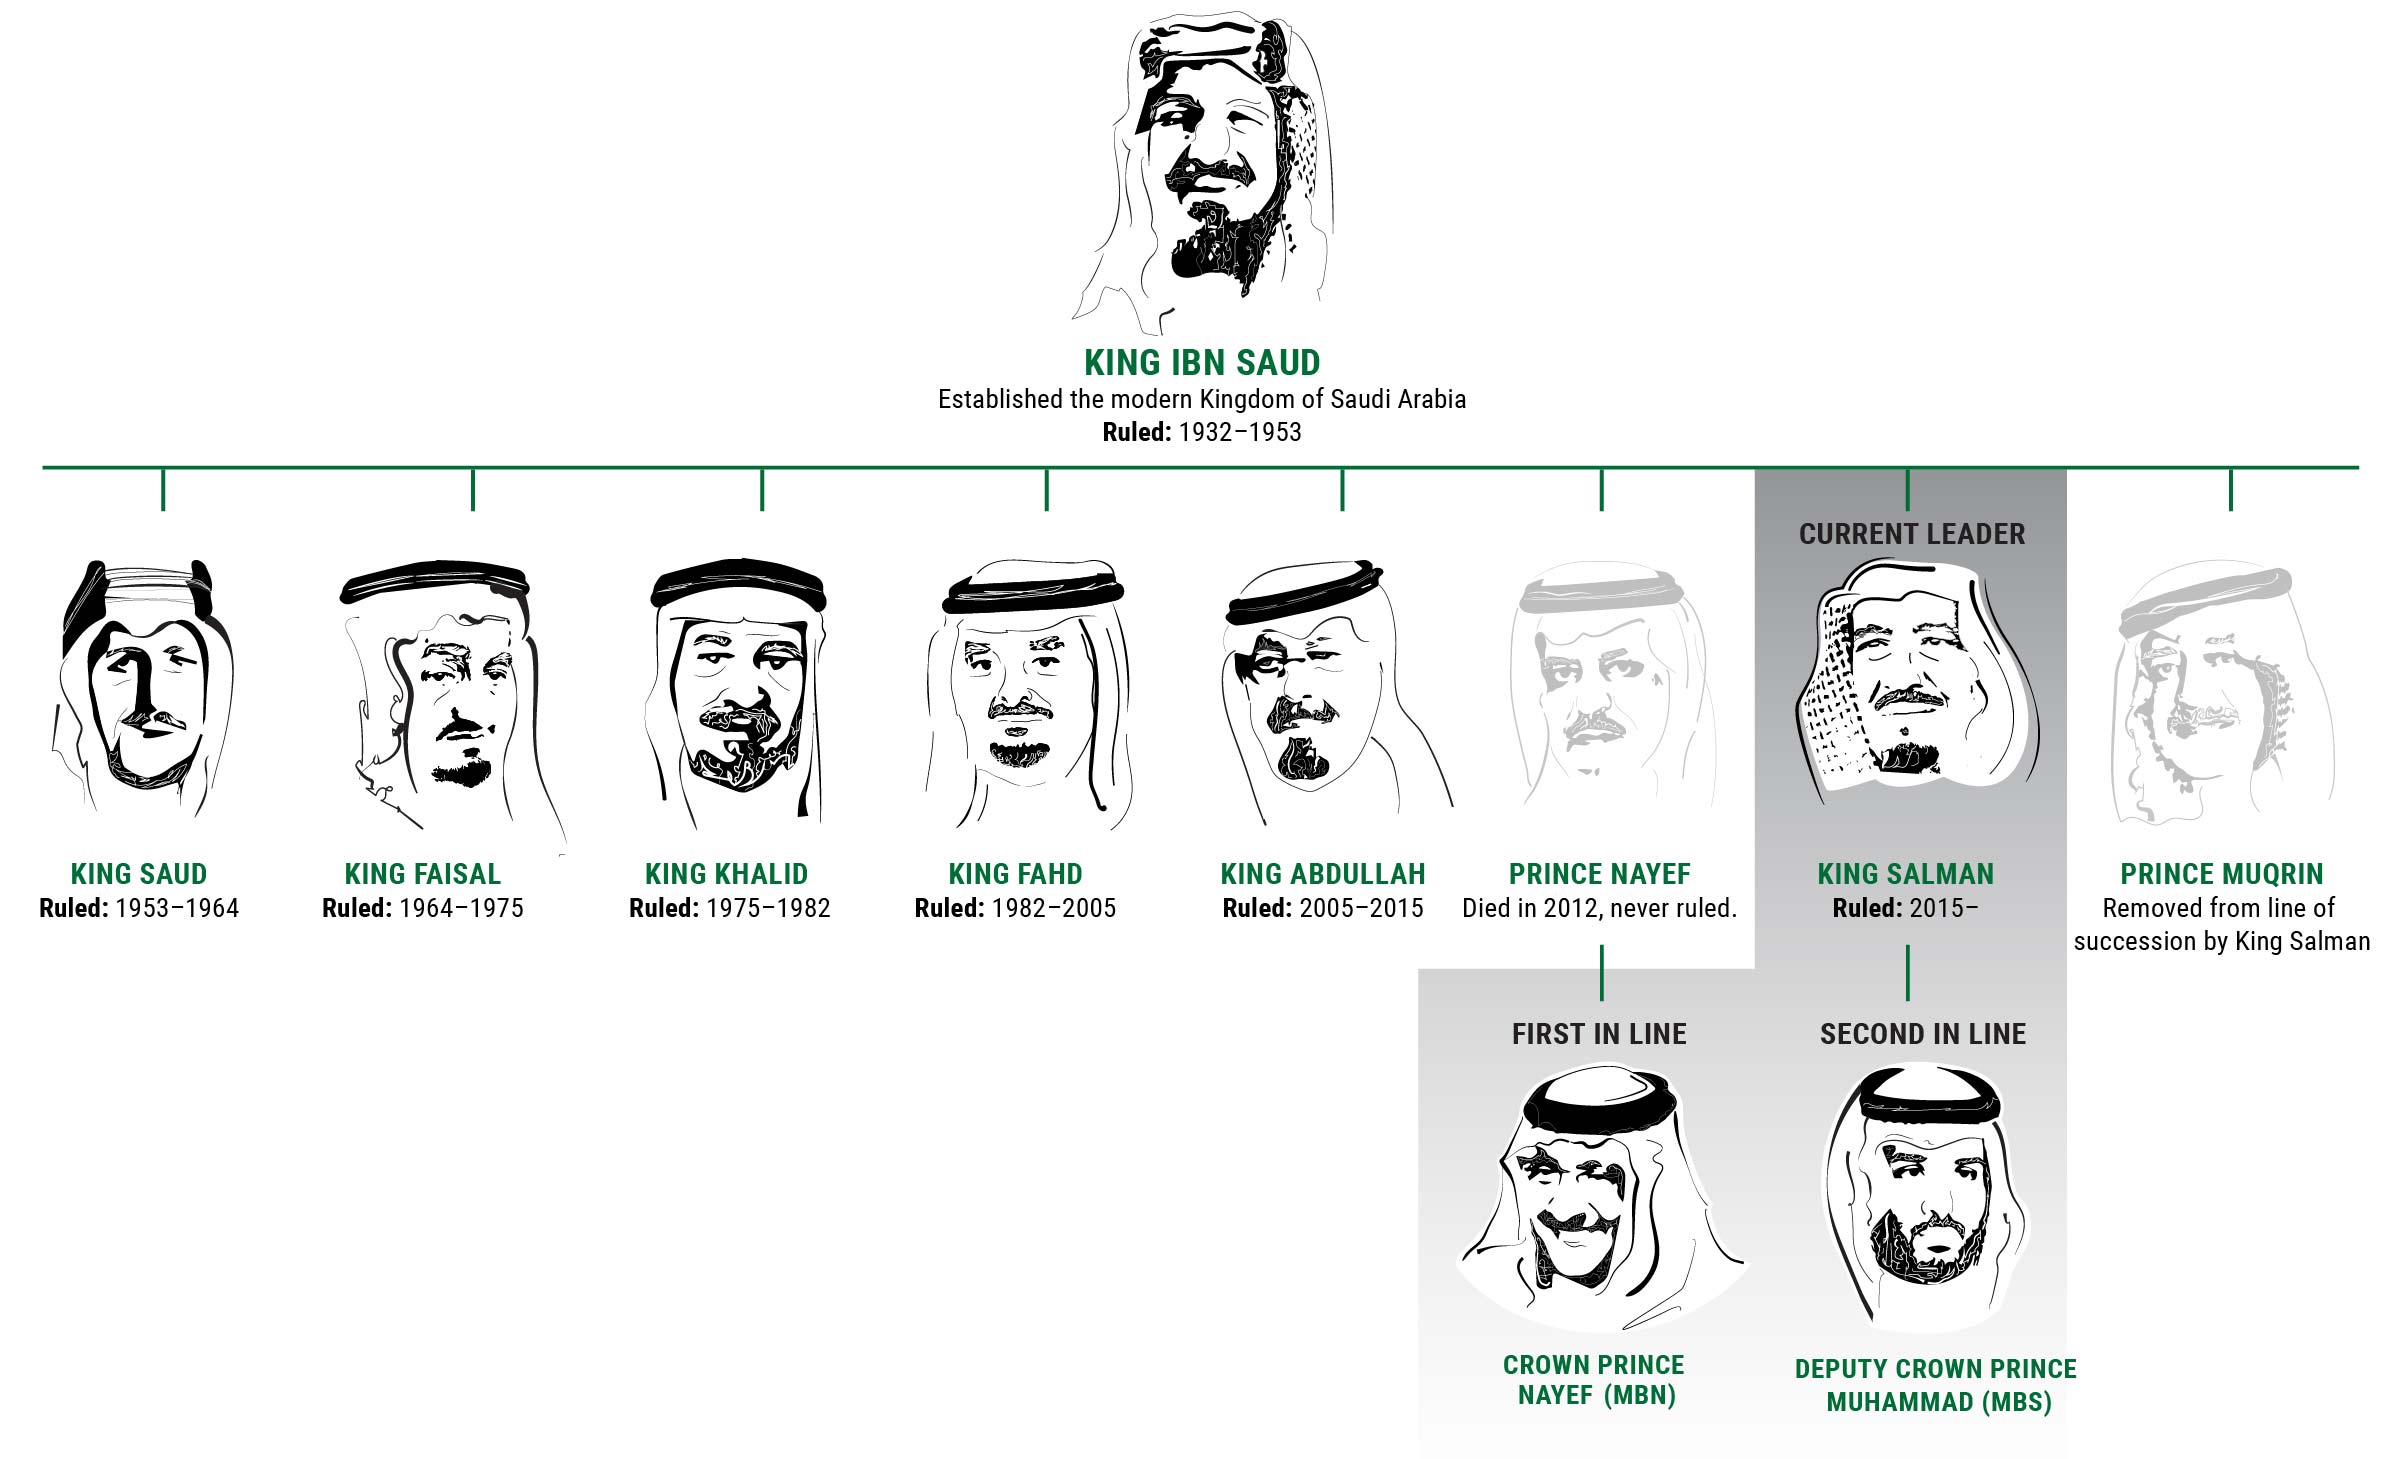 KING IBN SAUD
Established the modern Kingdom of Saudi Arabia
Ruled: 1932–1953
CURRENT LEADER
KING SAUD
Ruled: 1953–1964
KING FAISAL
Ruled: 1964–1975
KING KHALID
Ruled: 1975–1982
KING FAHD
Ruled: 1982–2005
KING ABDULLAH
Ruled: 2005–2015
PRINCE NAYEF
Died in 2012, never ruled.
KING SALMAN
Ruled: 2015–
PRINCE MUQRIN
Removed from line of
succession by King Salman
FIRST IN LINE
CROWN PRINCE
NAYEF (MBN)
SECOND IN LINE
DEPUTY CROWN PRINCE
MUHAMMAD (MBS)